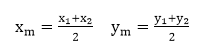 xₘ = (x₁+x₂)/2    yₘ = (y₁+y₂)/2